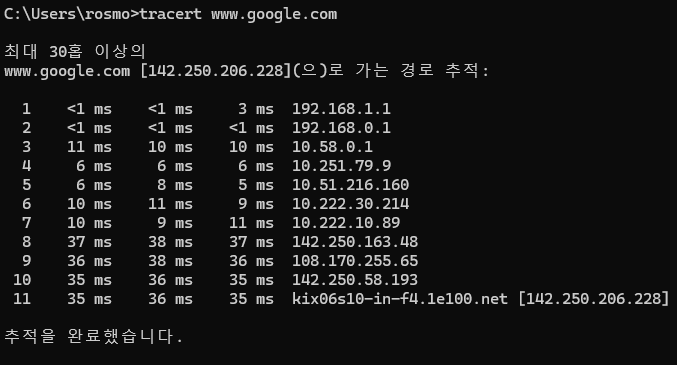 C:\Users\rosmo>tracert www.google.com
최대 30홉 이상의
www.google.com [142.250.206.228](으)로 가는 경로 추적:
  1    <1 ms    <1 ms     3 ms  192.168.1.1
  2    <1 ms    <1 ms    <1 ms  192.168.0.1
  3    11 ms    10 ms    10 ms  10.58.0.1
  4     6 ms     6 ms     6 ms  10.251.79.9
  5     6 ms     8 ms     5 ms  10.51.216.160
  6    10 ms    11 ms     9 ms  10.222.30.214
  7    10 ms     9 ms    11 ms  10.222.10.89
  8    37 ms    38 ms    37 ms  142.250.163.48
  9    36 ms    38 ms    36 ms  108.170.255.65
 10    35 ms    36 ms    35 ms  142.250.58.193
 11    35 ms    36 ms    35 ms  kix06s10-in-f4.1e100.net [142.250.206.228]
추적을 완료했습니다.